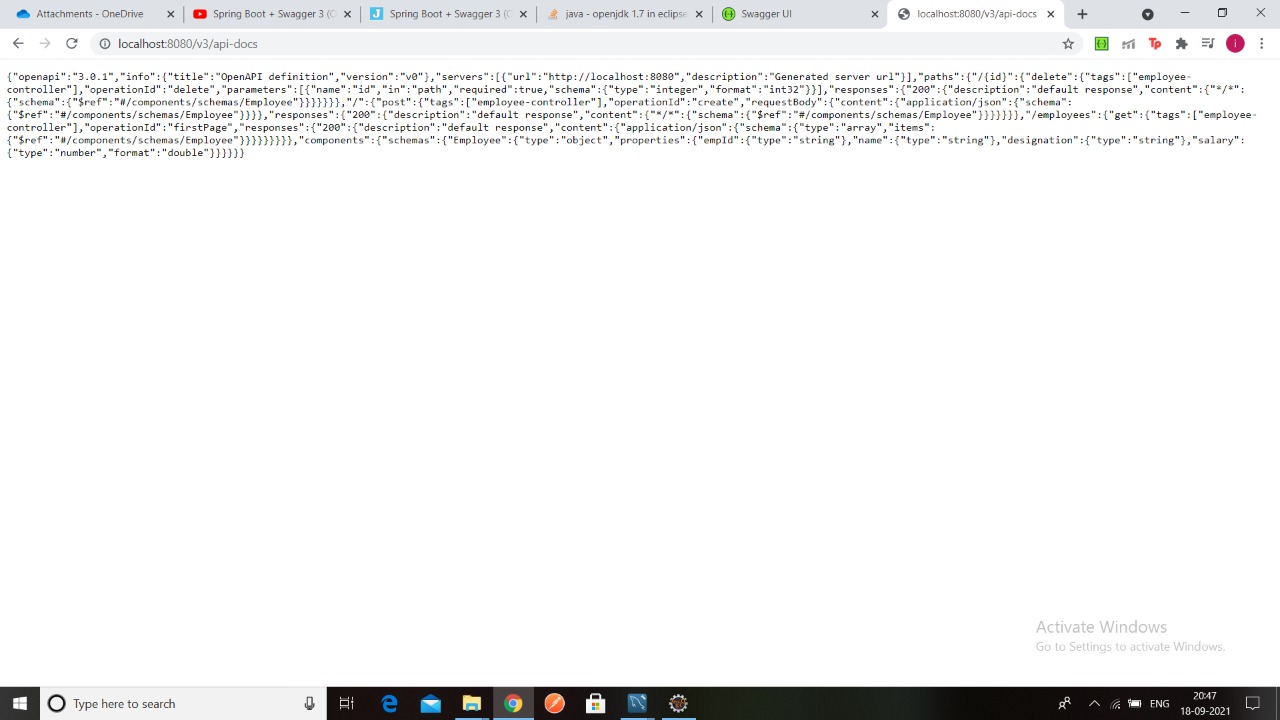 Attachments - OneDrive
Spring Boot + Swagger 3 (O
Spring Boot + Swagger 3 (O
java - openjdk 17 in eclipse
Swagger UI
localhost:8080/v3/api-docs
localhost:8080/v3/api-docs
{"openapi":"3.0.1","info":{"title":"OpenAPI definition","version":"v0"},"servers":[{"url":"http://localhost:8080","description":"Generated server url"}],"paths":{"/{id}":{"delete":{"tags":["employee-
controller"],"operationId":"delete","parameters":[{"name":"id","in":"path","required":true,"schema":{"type":"integer","format":"int32"}}],"responses":{"200":{"description":"default response","content":{"*/*":
{"schema":{"$ref":"#/components/schemas/Employee"}}}}}}},"/":{"post":{"tags":["employee-controller"],"operationId":"create","requestBody":{"content":{"application/json":{"schema":
{"$ref":"#/components/schemas/Employee"}}}},"responses":{"200":{"description":"default response","content":{"*/*":{"schema":{"$ref":"#/components/schemas/Employee"}}}}}}},"/employees":{"get":{"tags":["employee-
controller"],"operationId":"firstPage","responses":{"200":{"description":"default response","content":{"application/json":{"schema":{"type":"array","items":
{"$ref":"#/components/schemas/Employee"}}}}}}}}},"components":{"schemas":{"Employee":{"type":"object","properties":{"empId":{"type":"string"},"name":{"type":"string"},"designation":{"type":"string"},"salary":
{"type":"number","format":"double"}}}}}}
Activate Windows
Go to Settings to activate Windows.
Type here to search
ENG
20:47
18-09-2021